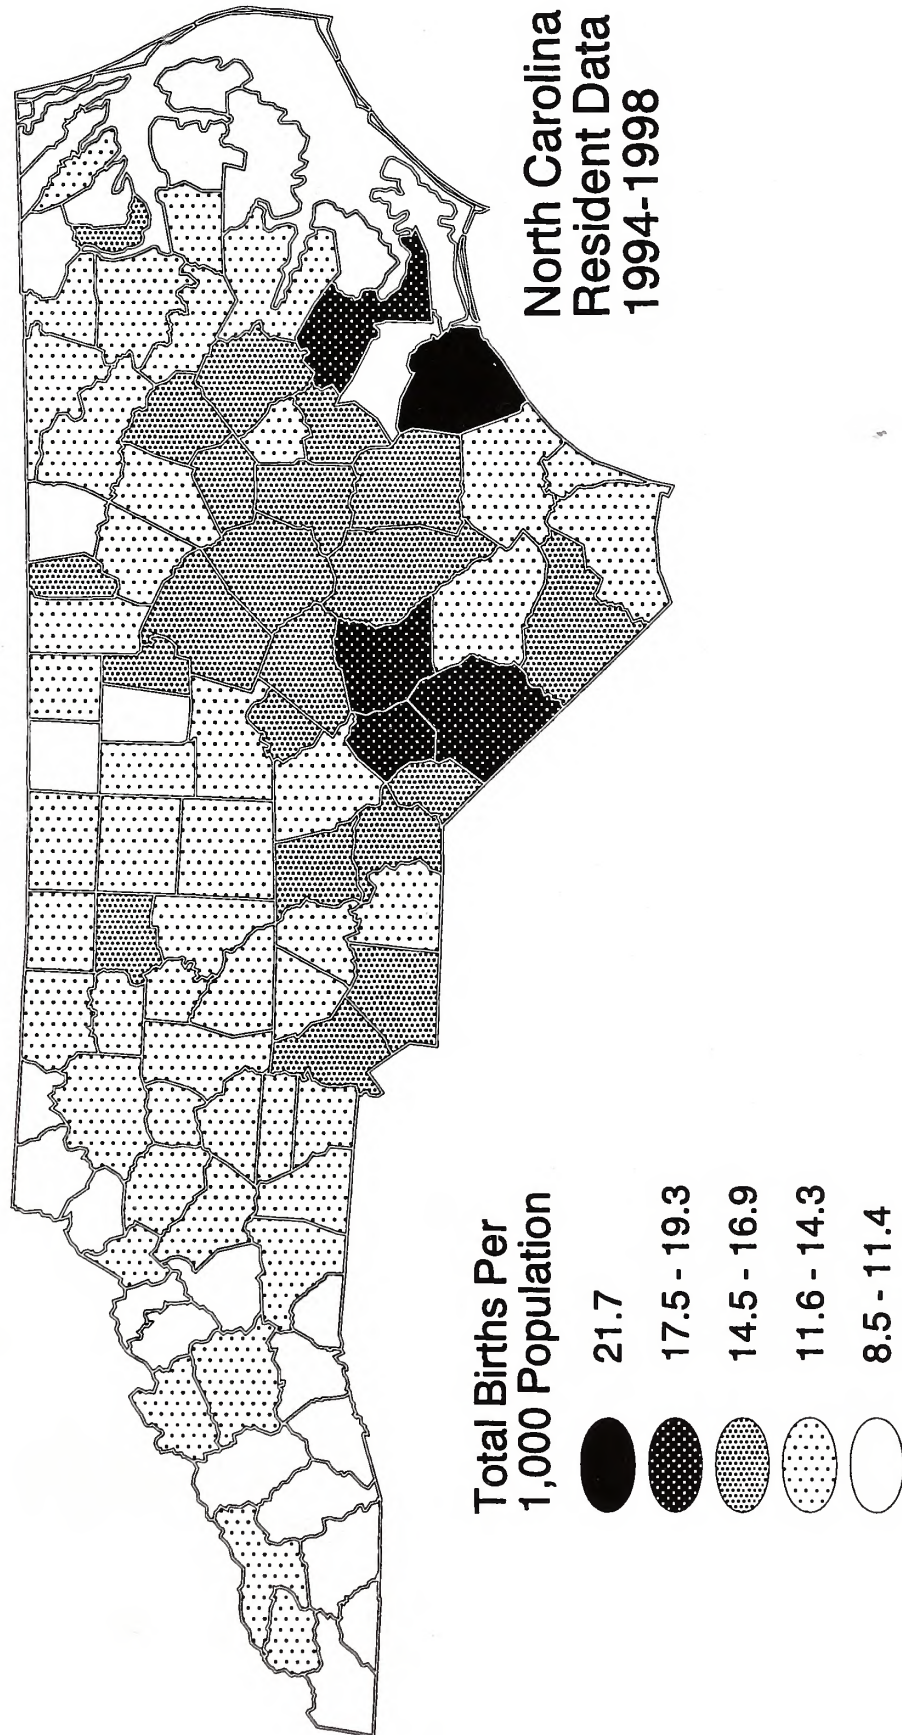 North Carolina
Resident Data
1994-1998
Total Births Per
1,000 Population
21.7
17.5 - 19.3
14.5 - 16.9
11.6 - 14.3
8.5 - 11.4